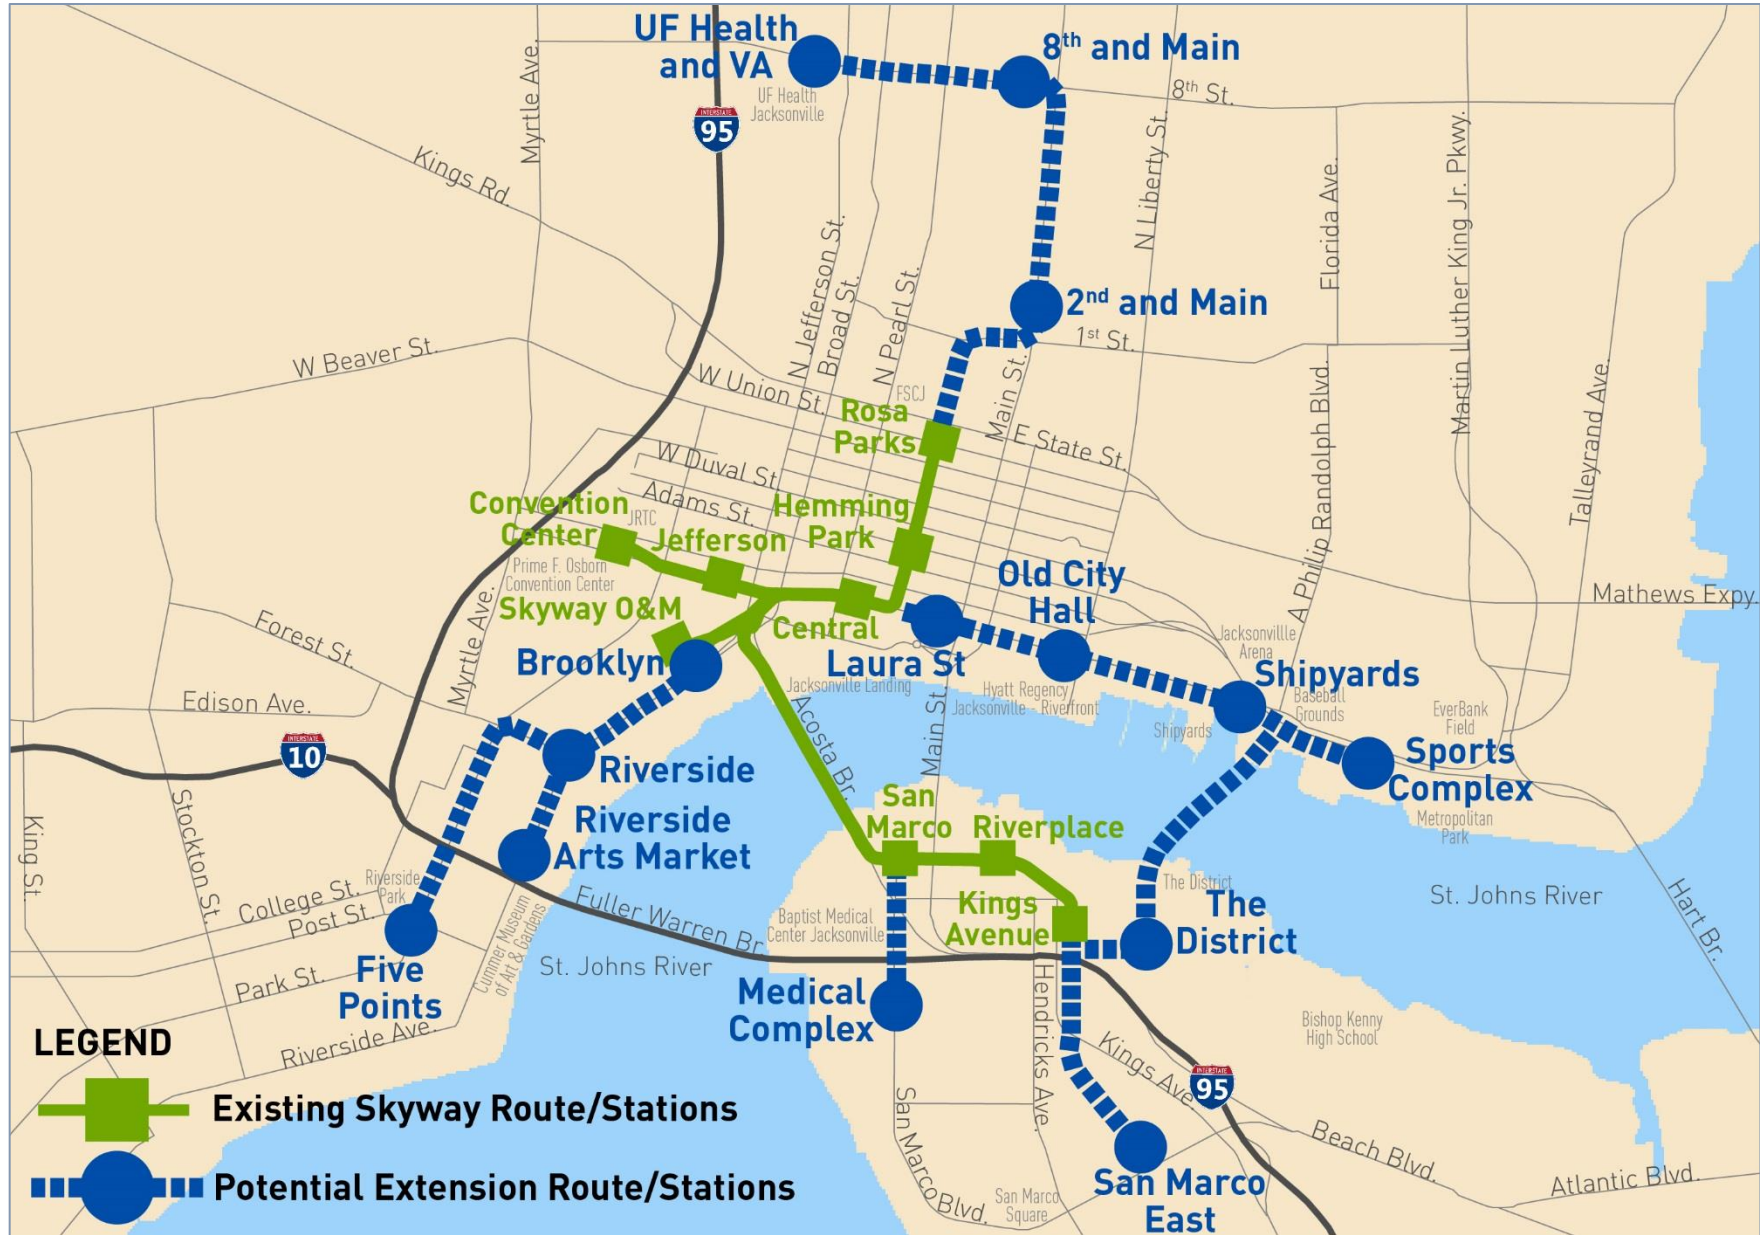 UF Health
and VA
8th and Main
UF Health
Jacksonville
8th St.
INTERSTATE
95
Myrtle Ave.
Kings Rd.
N Liberty St.
Florida Ave.
Martin Luther King Jr. Pkwy.
N Jefferson St.
Broad St.
N Pearl St.
2nd and Main
1st St.
Main St.
W Beaver St.
W Union St.
FSCJ
Rosa
Parks
E State St.
A Philip Randolph Blvd.
Talleyrand Ave.
W Duval St.
Adams St.
Convention
Center
JRTC
Hemming
Park
Jefferson
Prime F. Osborn
Convention Center
Skyway O&M
Central
Old City
Hall
Mathews Expy.
Forest St.
Myrtle Ave.
Brooklyn
Laura St
Jacksonvillle
Arena
Shipyards
Jacksonville Landing
Hyatt Regency
Jacksonville - Riverfront
Baseball
Grounds
Shipyards
EverBank
Field
Edison Ave.
INTERSTATE
10
Acosta Br.
Main St.
Riverside
Sports
Complex
Metropolitan
Park
Riverside
Arts Market
San
Marco
Riverplace
King St.
Stockton St.
Riverside
Park
College St.
Post St.
Fuller Warren Br.
The District
St. Johns River
Hart Br.
Baptist Medical
Center Jacksonville
Kings
Avenue
The
District
Cummer Museum
of Art & Gardens
St. Johns River
Five
Points
Park St.
Medical
Complex
Hendricks Ave.
Bishop Kenny
High School
Riverside Ave.
Kings Ave.
INTERSTATE
95
San Marco Blvd.
Beach Blvd.
Atlantic Blvd.
San Marco
Square
San Marco
East
LEGEND
Existing Skyway Route/Stations
Potential Extension Route/Stations